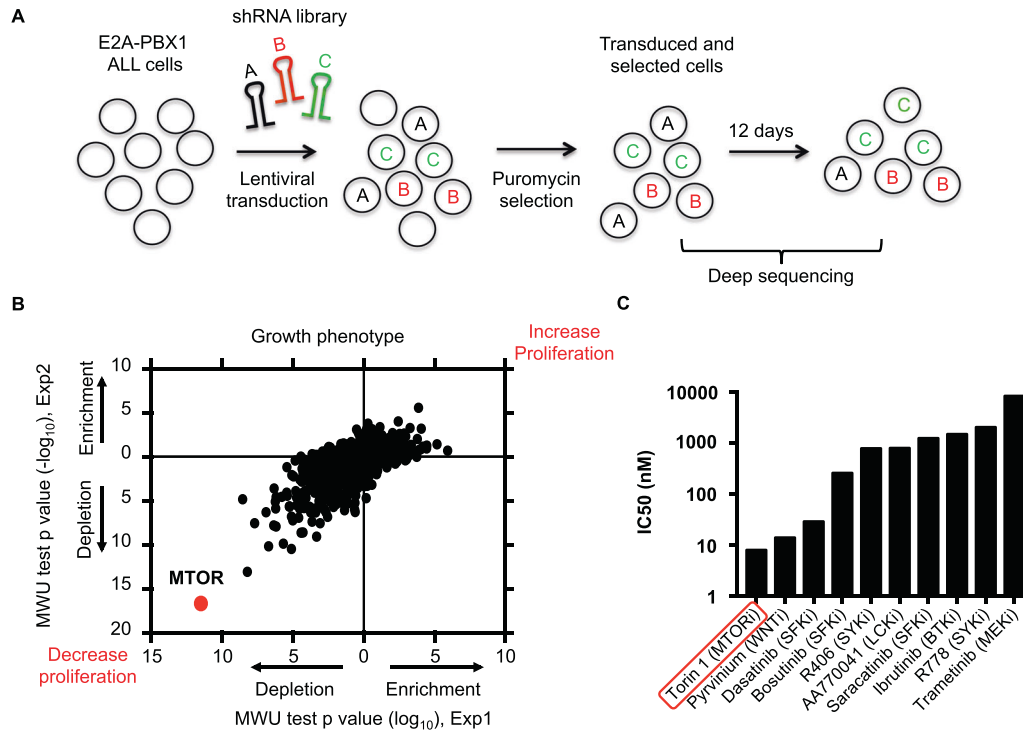 A
E2A-PBX1
ALL cells
shRNA library
A
B
C
Lentiviral
transduction
A
C
C
A
B
B
Puromycin
selection
Transduced and
selected cells
A
C
C
B
B
A
12 days
C
C
C
A
B
B
Deep sequencing
B
Growth phenotype
Increase
Proliferation
MWU test p value (-log10), Exp2
Depletion
Enrichment
10
5
0
5
10
15
20
MTOR
Decrease
proliferation
15
10
5
0
5
10
Depletion
Enrichment
MWU test p value (log10), Exp1
C
IC50 (nM)
10000
1000
100
10
1
Torin 1 (MTORi)
Pyrvinium (WNTi)
Dasatinib (SFKi)
Bosutinib (SFKi)
R406 (SYKi)
AA770041 (LCKi)
Saracatinib (SFKi)
Ibrutinib (BTKi)
R778 (SYKi)
Trametinib (MEKi)